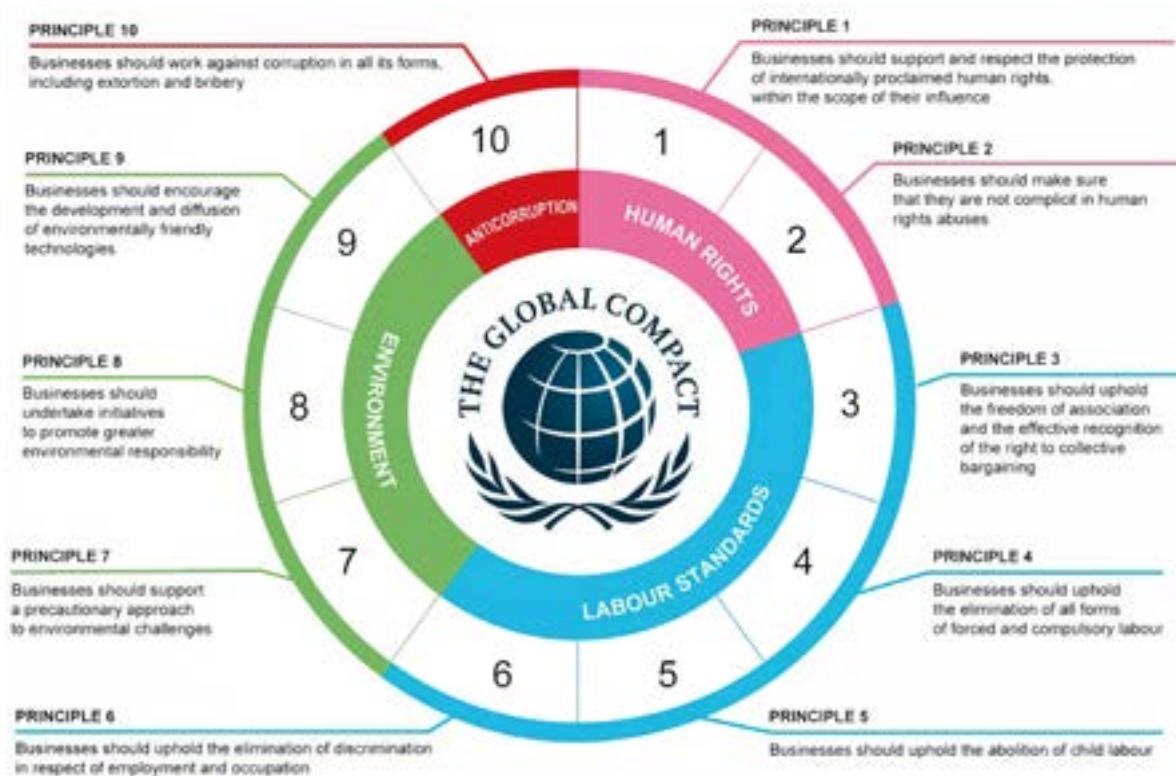 PRINCIPLE 10
Businesses should work against corruption in all its forms,
including extortion and bribery
PRINCIPLE 1
Businesses should support and respect the protection
of internationally proclaimed human rights,
within the scope of their influence
PRINCIPLE 2
Businesses should make sure
that they are not complicit in human
rights abuses
PRINCIPLE 3
Businesses should uphold
the freedom of association
and the effective recognition
of the right to collective
bargaining
PRINCIPLE 4
Businesses should uphold
the elimination of all forms
of forced and compulsory labour
PRINCIPLE 5
Businesses should uphold the abolition of child labour
PRINCIPLE 6
Businesses should uphold the elimination of discrimination
in respect of employment and occupation
PRINCIPLE 7
Businesses should support
a precautionary approach
to environmental challenges
PRINCIPLE 8
Businesses should
undertake initiatives
to promote greater
environmental responsibility
PRINCIPLE 9
Businesses should encourage
the development and diffusion
of environmentally friendly
technologies
1
2
3
4
5
6
7
8
9
10
HUMAN RIGHTS
LABOUR STANDARDS
ENVIRONMENT
ANTICORRUPTION
THE GLOBAL COMPACT